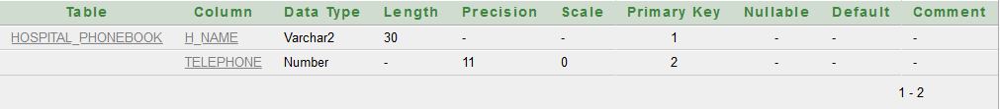 Table Column Data Type Length Precision Scale Primary Key Nullable Default Comment
HOSPITAL_PHONEBOOK H_NAME Varchar2 30 - - 1 - - -
TELEPHONE Number - 11 0 2 - - -
1 - 2